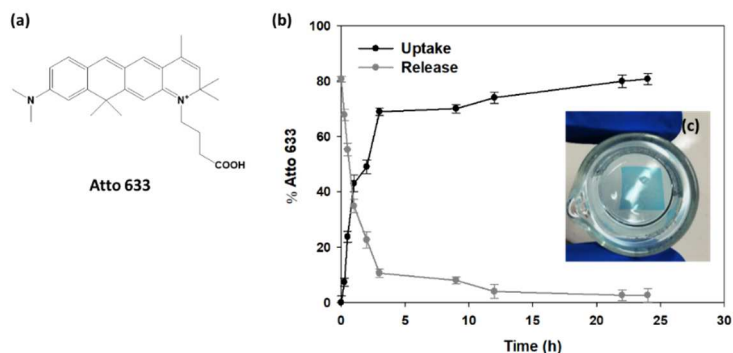 (a)
N
N+
COOH
Atto 633
(b)
% Atto 633
100
80
60
40
20
0
Uptake
Release
(c)
0
5
10
15
20
25
30
Time (h)